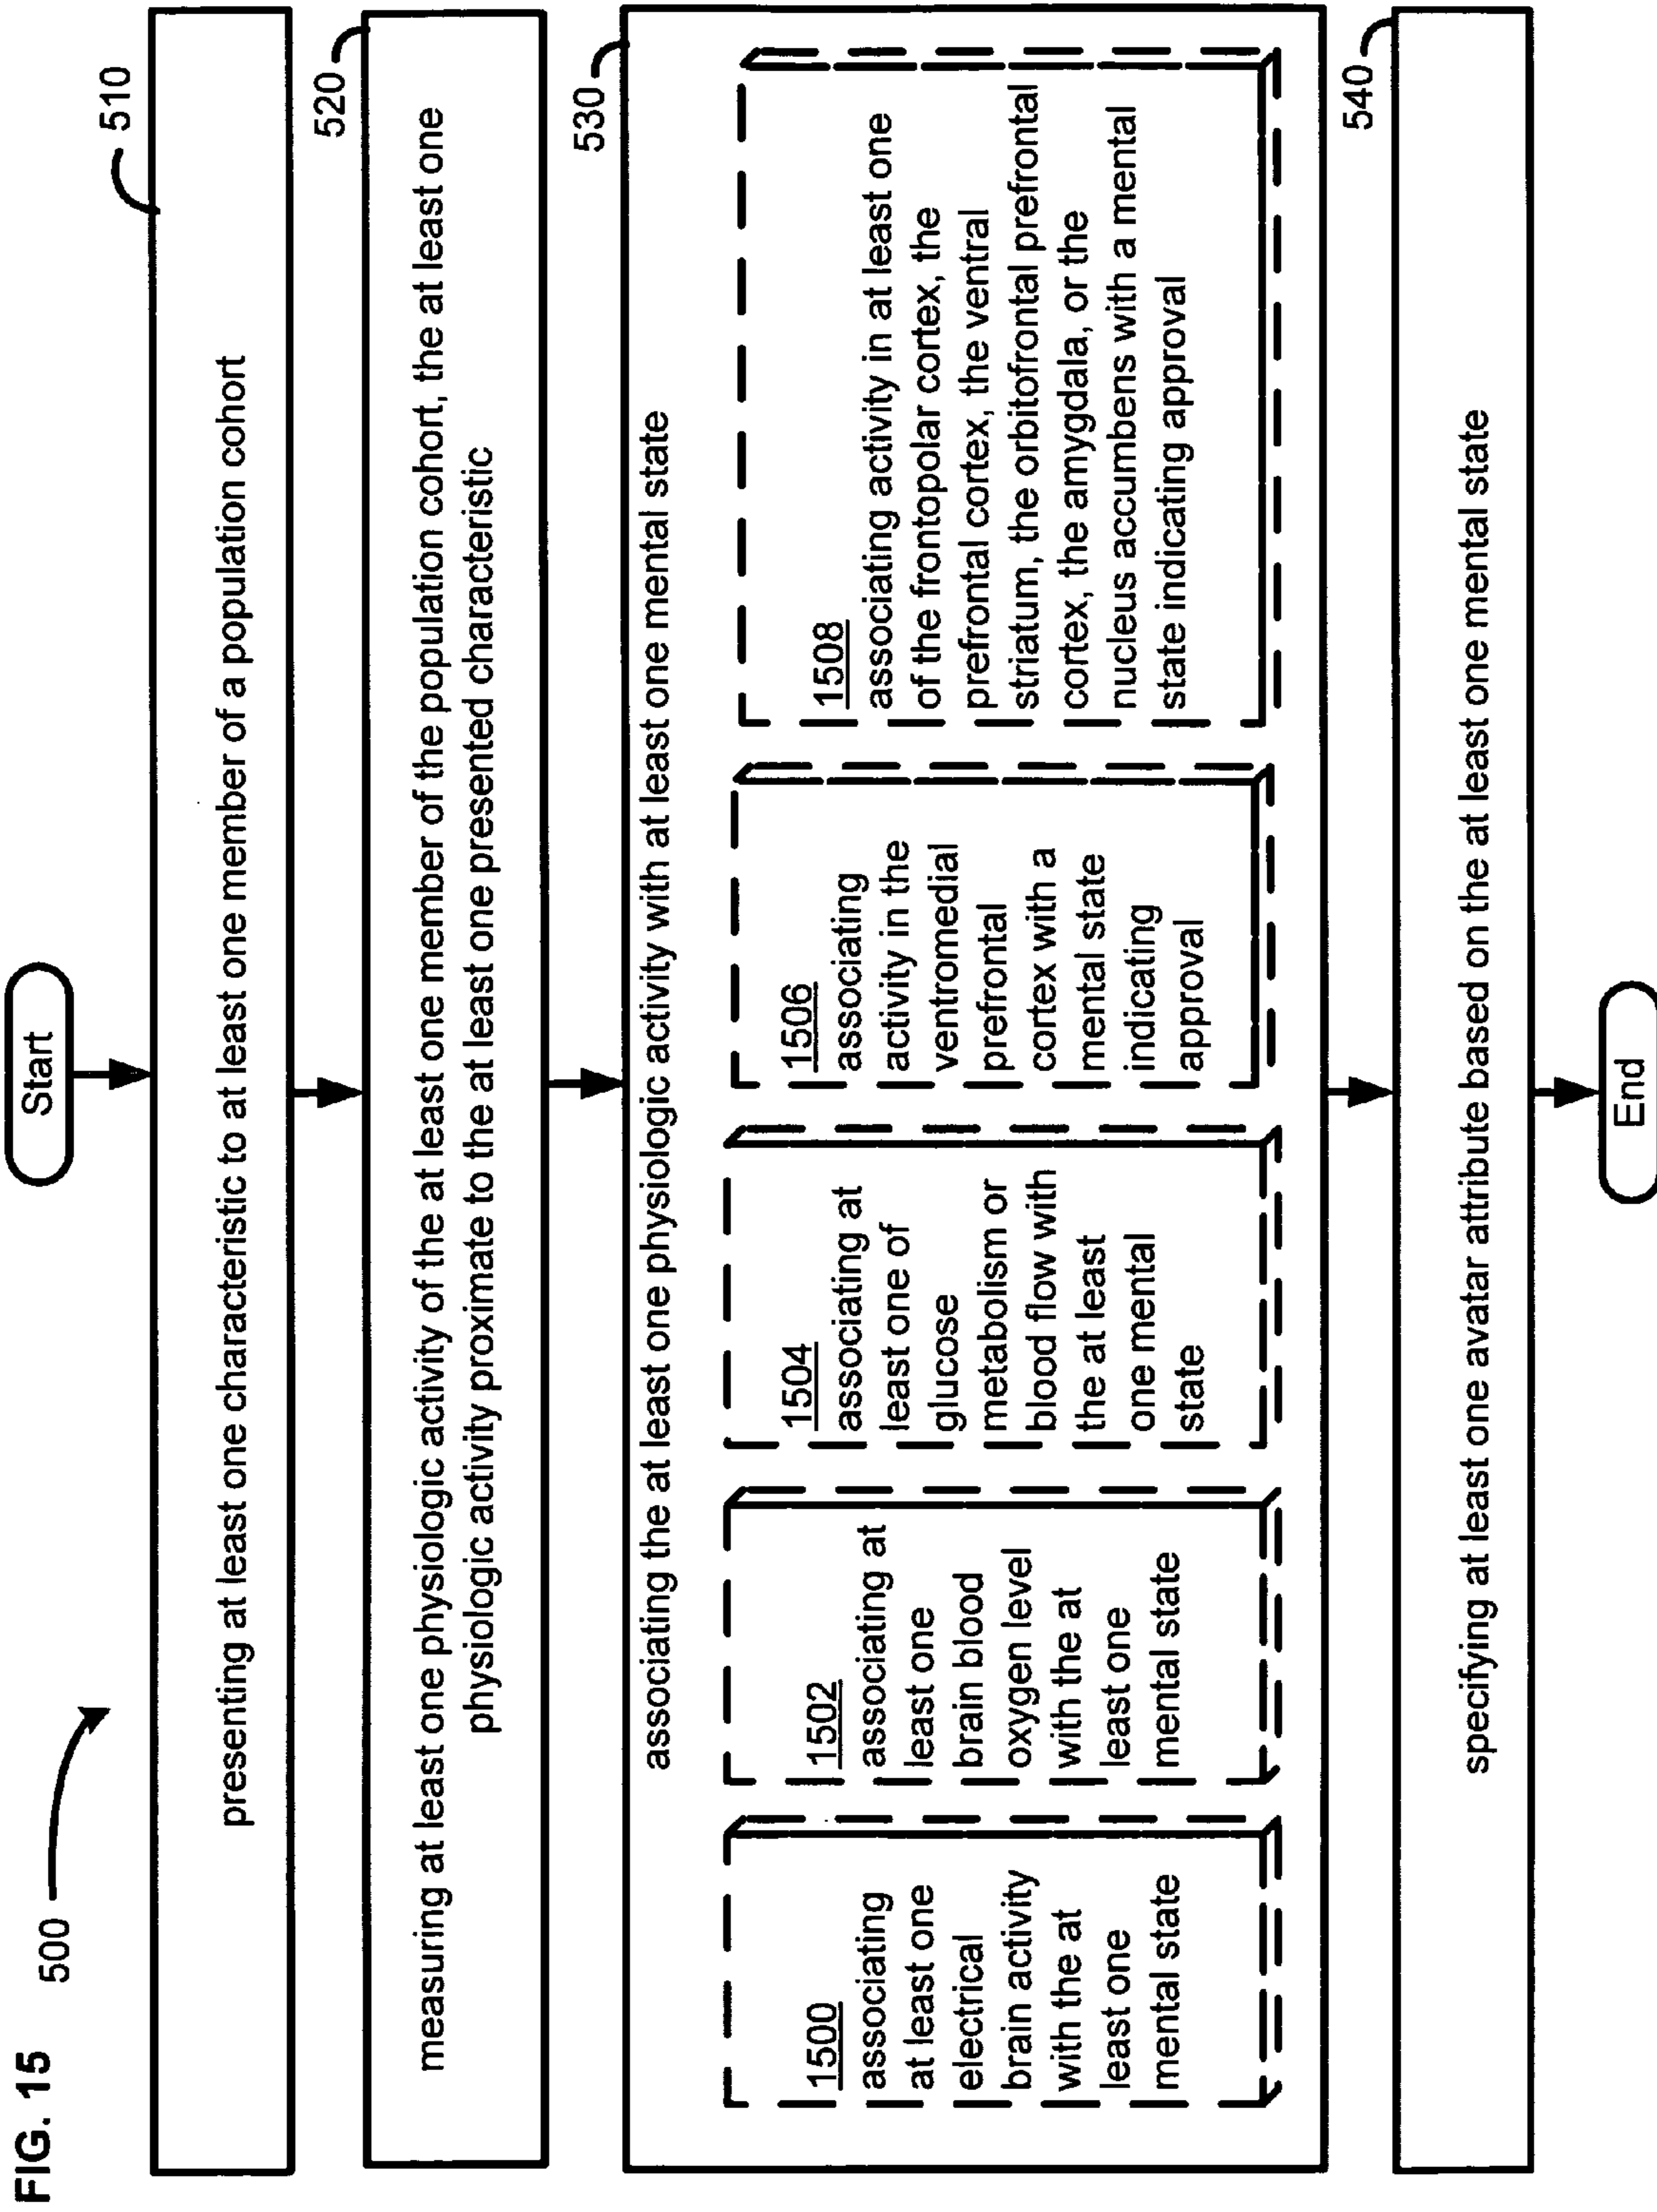 FIG. 15
500
Start
510
presenting at least one characteristic to at least one member of a population cohort
520
measuring at least one physiologic activity of the at least one member of the population cohort, the at least one
physiologic activity proximate to the at least one presented characteristic
530
associating the at least one physiologic activity with at least one mental state
1500
associating
at least one
electrical
brain activity
with the at
least one
mental state
1502
associating at
least one
brain blood
oxygen level
with the at
least one
mental state
1504
associating at
least one of
glucose
metabolism or
blood flow with
the at least
one mental
state
1506
associating
activity in the
ventromedial
prefrontal
cortex with a
mental state
indicating
approval
1508
associating activity in at least one
of the frontopolar cortex, the
prefrontal cortex, the ventral
striatum, the orbitofrontal prefrontal
cortex, the amygdala, or the
nucleus accumbens with a mental
state indicating approval
540
specifying at least one avatar attribute based on the at least one mental state
End